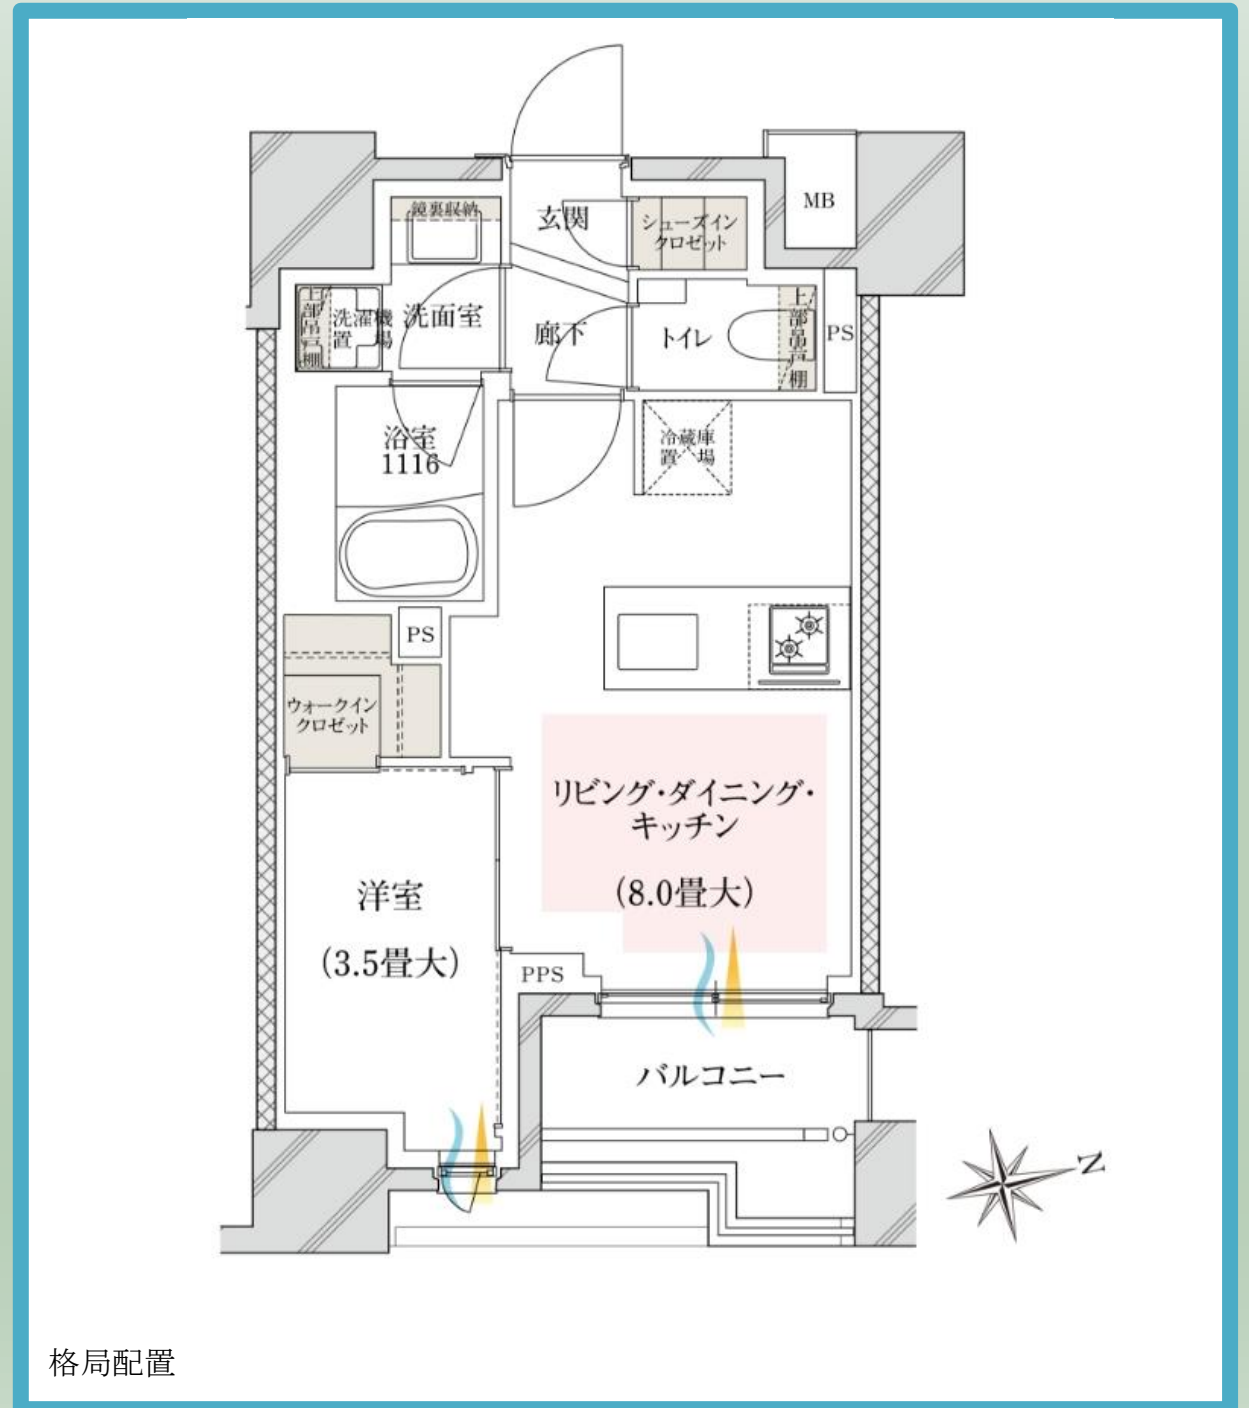 MB
鏡裏収納
玄関
シューズイン
クロゼット
上部吊戸棚
洗濯機
置場
洗面室
廊下
トイレ
上部吊戸棚
PS
浴室
1116
冷蔵庫
置場
PS
ウォークイン
クロゼット
リビング・ダイニング・
キッチン
(8.0畳大)
洋室
(3.5畳大)
PPS
バルコニー
N
格局配置